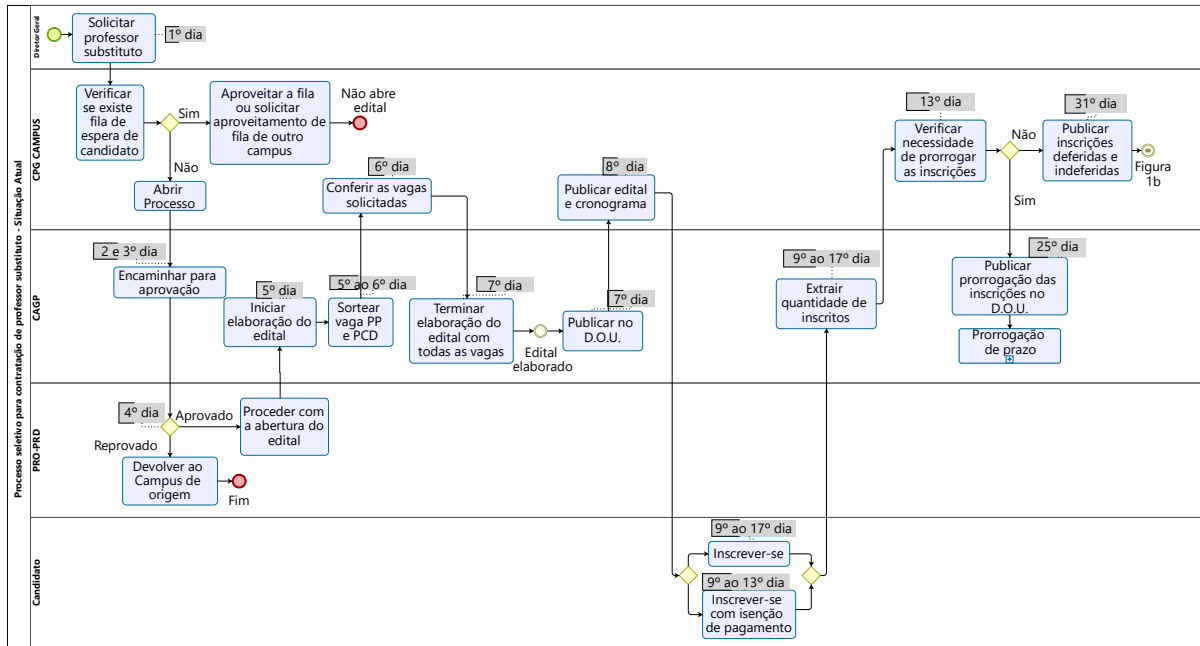 Processo seletivo para contratação de professor substituto - Situação Atual
Diretor Geral
Solicitar
professor
substituto
1º dia
CPG CAMPUS
Verificar
se existe
fila de
espera de
candidato
Sim
Não
Aproveitar a fila
ou solicitar
aproveitamento de
fila de outro
campus
Não abre
edital
Abrir
Processo
6º dia
Conferir as vagas
solicitadas
8º dia
Publicar edital
e cronograma
13º dia
Verificar
necessidade
de prorrogar
as inscrições
Não
Sim
31º dia
Publicar
inscrições
deferidas e
indeferidas
Figura
1b
CAGP
2 e 3º dia
Encaminhar para
aprovação
5º dia
Iniciar
elaboração do
edital
5º ao 6º dia
Sortear
vaga PP
e PCD
7º dia
Terminar
elaboração do
edital com
todas as vagas
Edital
elaborado
7º dia
Publicar no
D.O.U.
9º ao 17º dia
Extrair
quantidade de
inscritos
25º dia
Publicar
prorrogação das
inscrições no
D.O.U.
Prorrogação
de prazo
PRO-PRD
4º dia
Aprovado
Reprovado
Proceder com
a abertura do
edital
Devolver ao
Campus de
origem
Fim
Candidato
9º ao 17º dia
Inscrever-se
9º ao 13º dia
Inscrever-se
com isenção
de pagamento